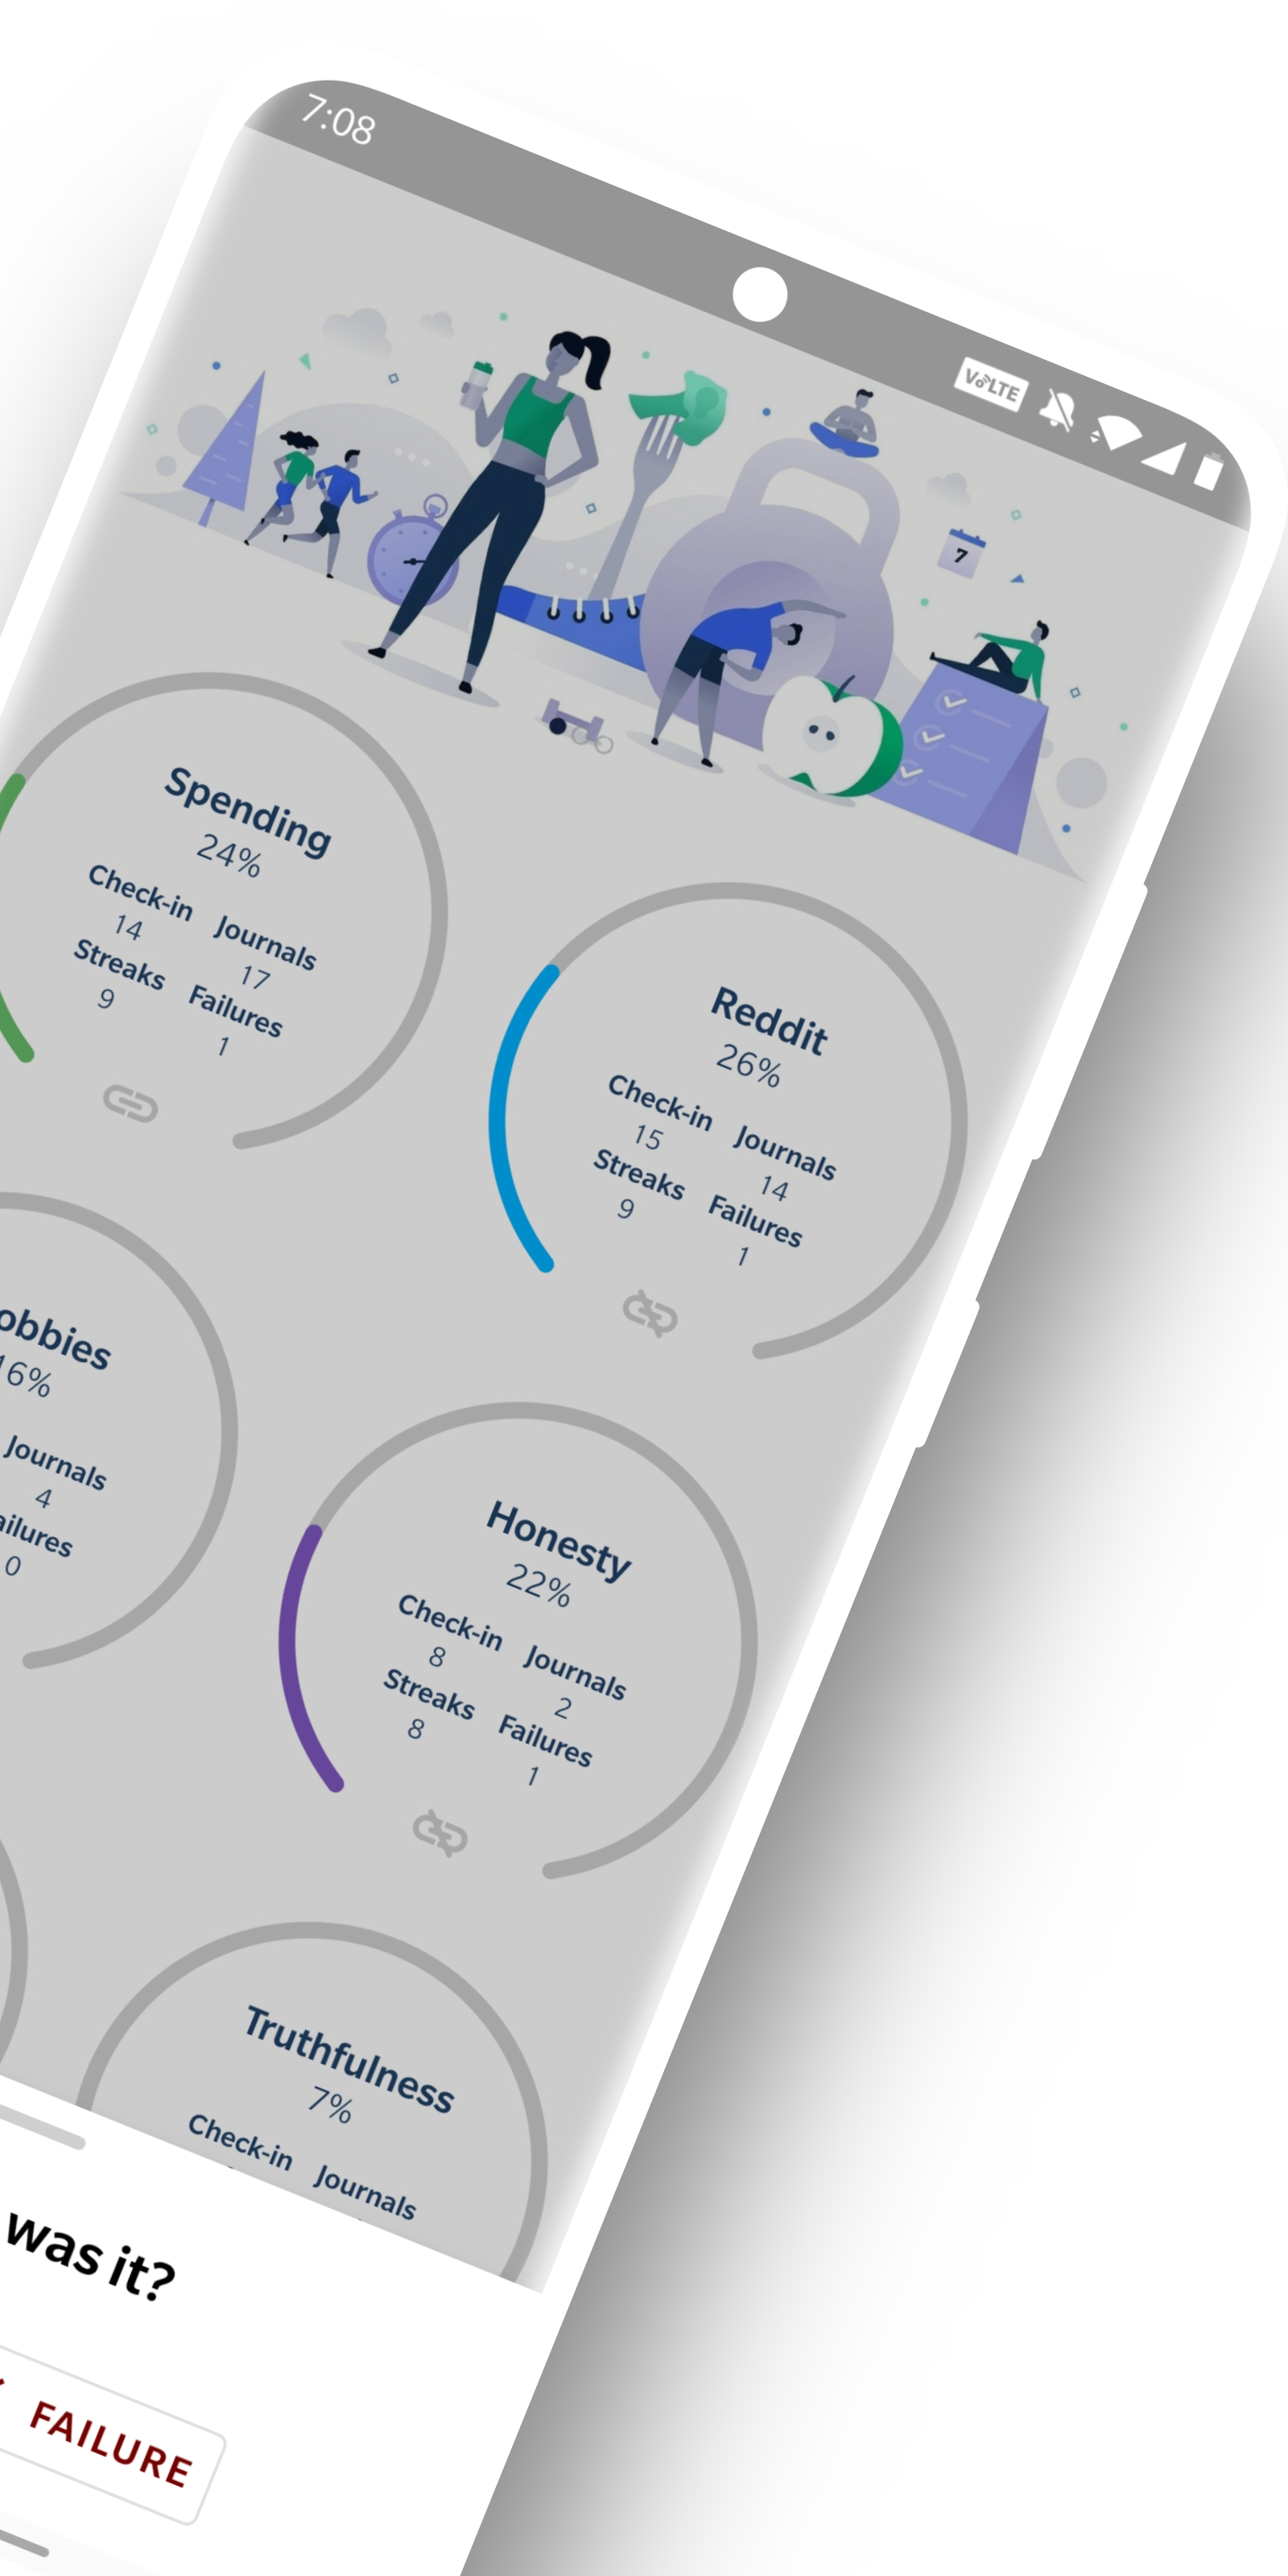 7:08
VoLTE
7
Spending
24%
Check-in Journals
14 17
Streaks Failures
9 1
Reddit
26%
Check-in Journals
15 14
Streaks Failures
9 1
obbies
16%
Journals
4
ailures
0
Honesty
22%
Check-in Journals
8 2
Streaks Failures
8 1
Truthfulness
7%
Check-in Journals
was it?
FAILURE